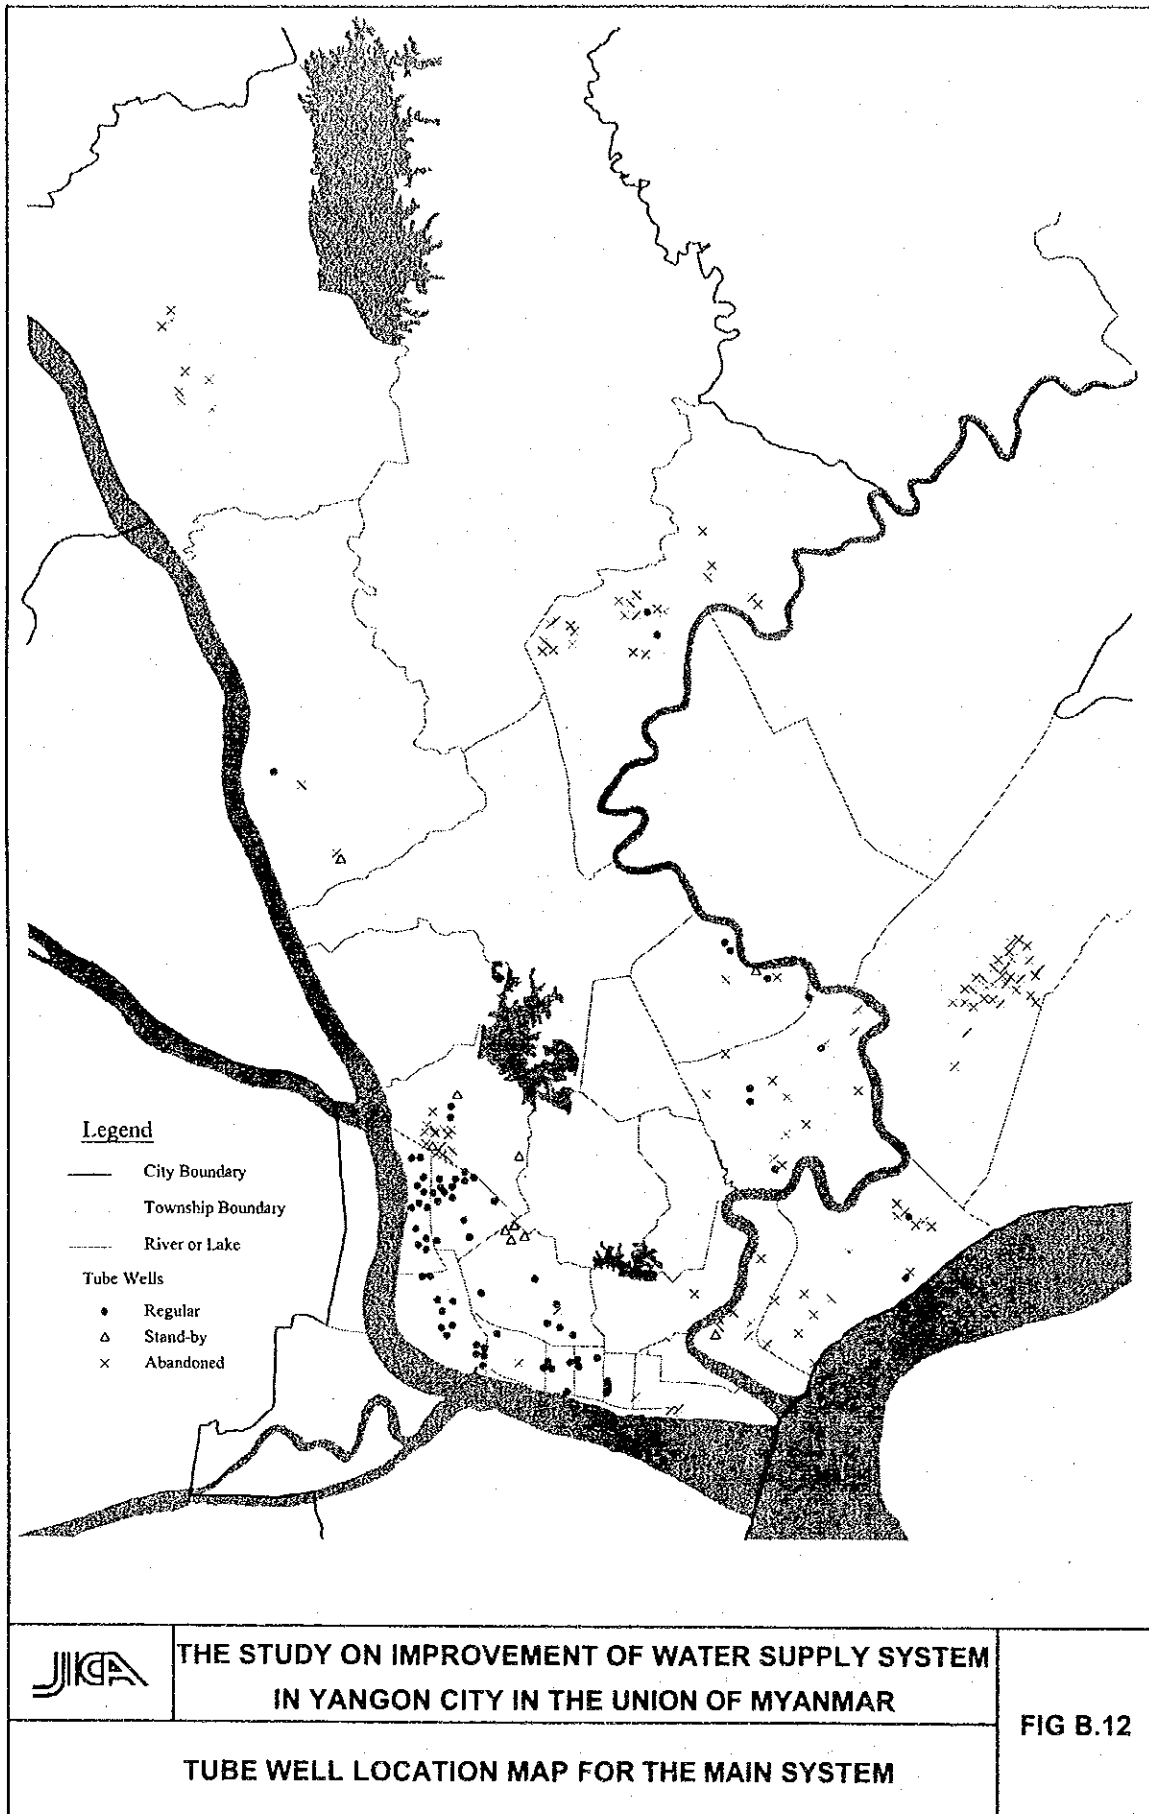 Legend
City Boundary
Township Boundary
River or Lake
Tube Wells
Regular
Stand-by
Abandoned
JICA
THE STUDY ON IMPROVEMENT OF WATER SUPPLY SYSTEM
IN YANGON CITY IN THE UNION OF MYANMAR
FIG B.12
TUBE WELL LOCATION MAP FOR THE MAIN SYSTEM